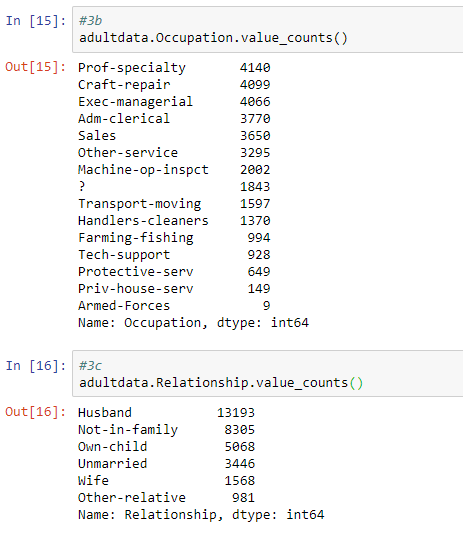 In [15]: #3b
adultdata.Occupation.value_counts()
Out[15]: Prof-specialty 4140
Craft-repair 4099
Exec-managerial 4066
Adm-clerical 3770
Sales 3650
Other-service 3295
Machine-op-inspct 2002
? 1843
Transport-moving 1597
Handlers-cleaners 1370
Farming-fishing 994
Tech-support 928
Protective-serv 649
Priv-house-serv 149
Armed-Forces 9
Name: Occupation, dtype: int64
In [16]: #3c
adultdata.Relationship.value_counts()
Out[16]: Husband 13193
Not-in-family 8305
Own-child 5068
Unmarried 3446
Wife 1568
Other-relative 981
Name: Relationship, dtype: int64